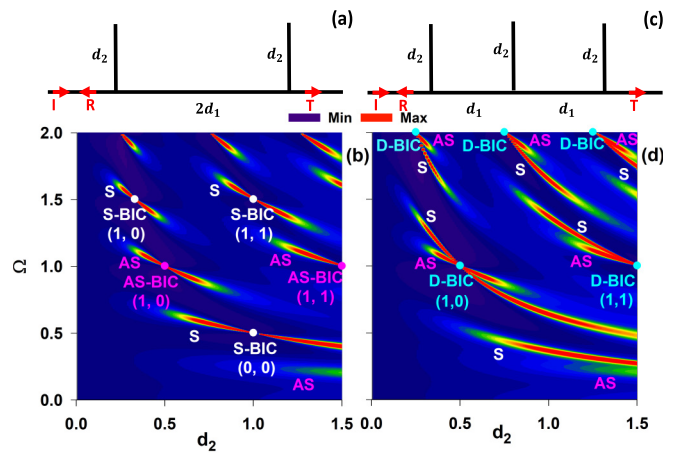 (a)
(c)
d₂
d₂
d₂
d₂
d₂
I
R
2d₁
T
I
R
d₁
d₁
T
Min
Max
2.0
1.5
1.0
0.5
0.0
Ω
(b)
S
S-BIC
(1, 0)
S
S-BIC
(1, 1)
AS
AS-BIC
(1, 0)
AS
AS-BIC
(1, 1)
S
S-BIC
(0, 0)
AS
0.0
0.5
1.0
1.5
d₂
D-BIC
AS
D-BIC
AS
D-BIC
AS
(d)
S
S
S
S
AS
D-BIC
(1,0)
AS
D-BIC
(1,1)
S
AS
0.0
0.5
1.0
1.5
d₂